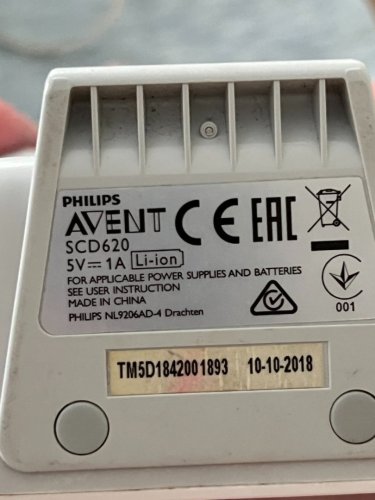 PHILIPS
AVENT CE EAC
SCD620
5V⎓1A Li-ion
FOR APPLICABLE POWER SUPPLIES AND BATTERIES
SEE USER INSTRUCTION
MADE IN CHINA
PHILIPS NL9206AD-4 Drachten
001
TM5D1842001893 10-10-2018